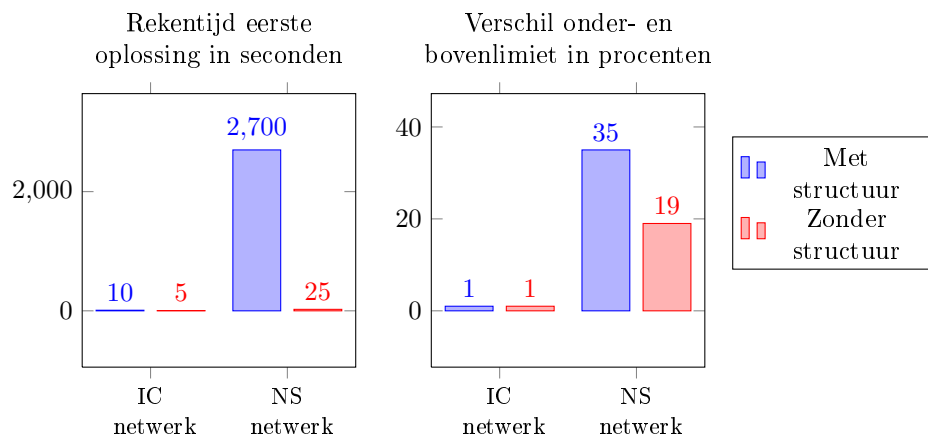 Rekentijd eerste
oplossing in seconden
2,000
0
10
5
2,700
25
IC
netwerk
NS
netwerk
Verschil onder- en
bovenlimiet in procenten
40
20
0
1
1
35
19
IC
netwerk
NS
netwerk
Met
structuur
Zonder
structuur